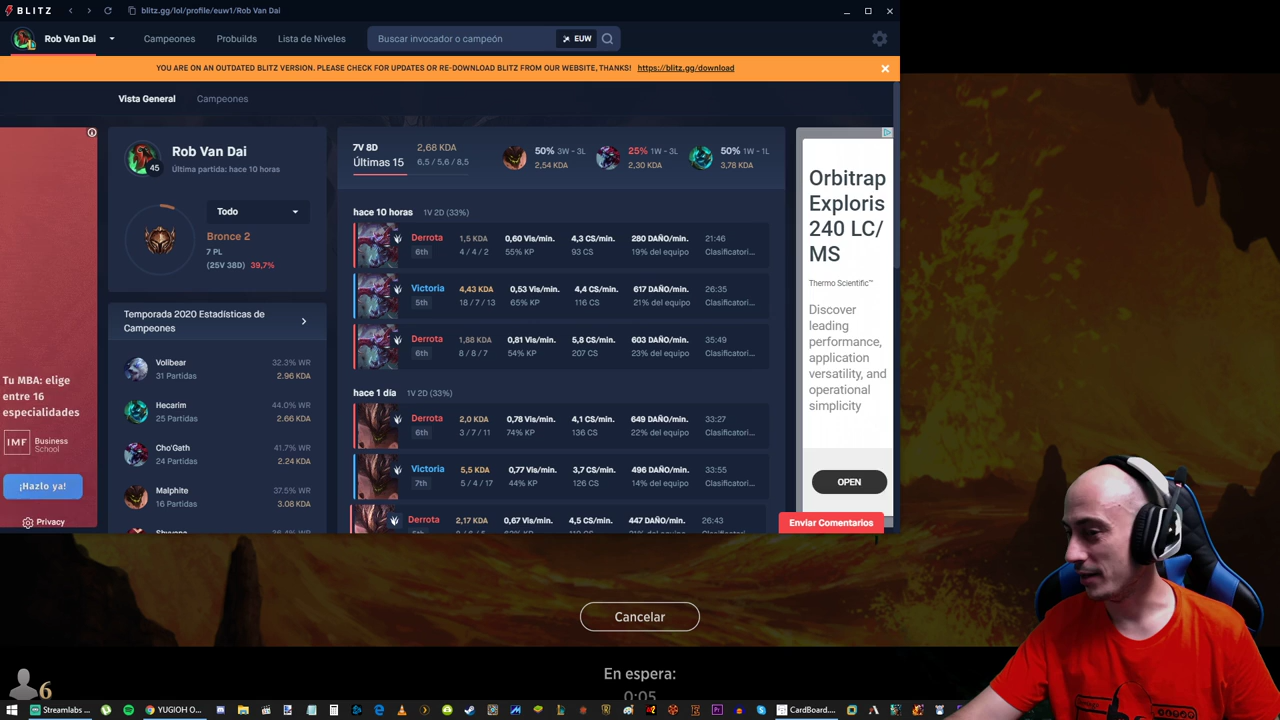 BLITZ
blitz.gg/lol/profile/euw1/Rob Van Dai
Rob Van Dai
Campeones
Probuilds
Lista de Niveles
Buscar invocador o campeón
EUW
YOU ARE ON AN OUTDATED BLITZ VERSION. PLEASE CHECK FOR UPDATES OR RE-DOWNLOAD BLITZ FROM OUR WEBSITE, THANKS! https://blitz.gg/download
Vista General
Campeones
Tu MBA: elige
entre 16
especialidades
IMF Business
School
¡Hazlo ya!
Privacy
Rob Van Dai
45
Última partida: hace 10 horas
Todo
Bronce 2
7 PL
(25V 38D) 39,7%
Temporada 2020 Estadísticas de
Campeones
Volibear 32.3% WR
31 Partidas 2.96 KDA
Hecarim 44.0% WR
25 Partidas 2.66 KDA
Cho'Gath 41.7% WR
24 Partidas 2.24 KDA
Malphite 37.5% WR
16 Partidas 3.08 KDA
7V 8D 2,68 KDA
Últimas 15 6,5 / 5,6 / 8,5
50% 3W - 3L
2,54 KDA
25% 1W - 3L
2,30 KDA
50% 1W - 1L
3,78 KDA
hace 10 horas 1V 2D (33%)
Derrota 1,5 KDA 0,60 Vis/min. 4,3 CS/min. 280 DAÑO/min. 21:46
6th 4 / 4 / 2 55% KP 93 CS 19% del equipo Clasificatori...
Victoria 4,43 KDA 0,53 Vis/min. 4,4 CS/min. 617 DAÑO/min. 26:35
5th 18 / 7 / 13 65% KP 116 CS 21% del equipo Clasificatori...
Derrota 1,88 KDA 0,81 Vis/min. 5,8 CS/min. 603 DAÑO/min. 35:49
6th 8 / 8 / 7 54% KP 207 CS 23% del equipo Clasificatori...
hace 1 día 1V 2D (33%)
Derrota 2,0 KDA 0,78 Vis/min. 4,1 CS/min. 649 DAÑO/min. 33:27
6th 3 / 7 / 11 74% KP 136 CS 22% del equipo Clasificatori...
Victoria 5,5 KDA 0,77 Vis/min. 3,7 CS/min. 496 DAÑO/min. 33:55
7th 5 / 4 / 17 44% KP 126 CS 14% del equipo Clasificatori...
Derrota 2,17 KDA 0,67 Vis/min. 4,5 CS/min. 447 DAÑO/min. 26:43
Orbitrap
Exploris
240 LC/
MS
Thermo Scientific™
Discover
leading
performance,
application
versatility, and
operational
simplicity
OPEN
Enviar Comentarios
Cancelar
En espera:
0:05
6
Streamlabs ...
YUGIOH O...
CardBoard....